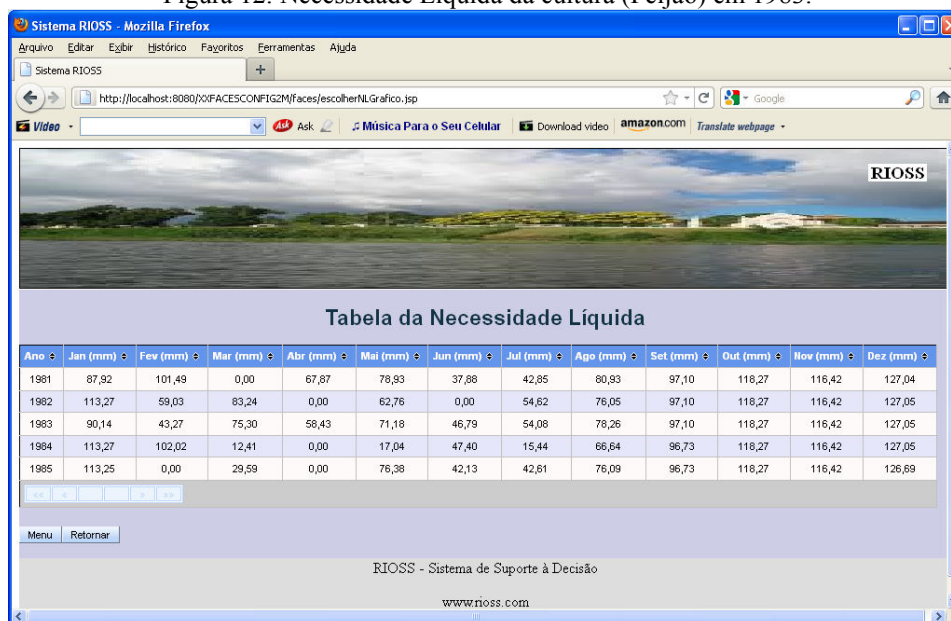 Figura 12: Necessidade Líquida da cultura (Feijão) em 1985.
Sistema RIOSS - Mozilla Firefox
Arquivo Editar Exibir Histórico Favoritos Ferramentas Ajuda
Sistema RIOSS +
http://localhost:8080/XXFACESCONFIG2M/faces/escolherNLGrafico.jsp Google
Video Ask Ask Música Para o Seu Celular Download video amazon.com Translate webpage
RIOSS
Tabela da Necessidade Líquida
Ano Jan (mm) Fev (mm) Mar (mm) Abr (mm) Mai (mm) Jun (mm) Jul (mm) Ago (mm) Set (mm) Out (mm) Nov (mm) Dez (mm)
1981 87,92 101,49 0,00 67,87 78,93 37,88 42,85 80,93 97,10 118,27 116,42 127,04
1982 113,27 59,03 83,24 0,00 62,76 0,00 54,62 76,05 97,10 118,27 116,42 127,05
1983 90,14 43,27 75,30 58,43 71,18 46,79 54,08 78,26 97,10 118,27 116,42 127,05
1984 113,27 102,02 12,41 0,00 17,04 47,40 15,44 66,64 96,73 118,27 116,42 127,05
1985 113,25 0,00 29,59 0,00 76,38 42,13 42,61 76,09 96,73 118,27 116,42 126,69
<< < > >>
Menu Retornar
RIOSS - Sistema de Suporte à Decisão
www.rioss.com